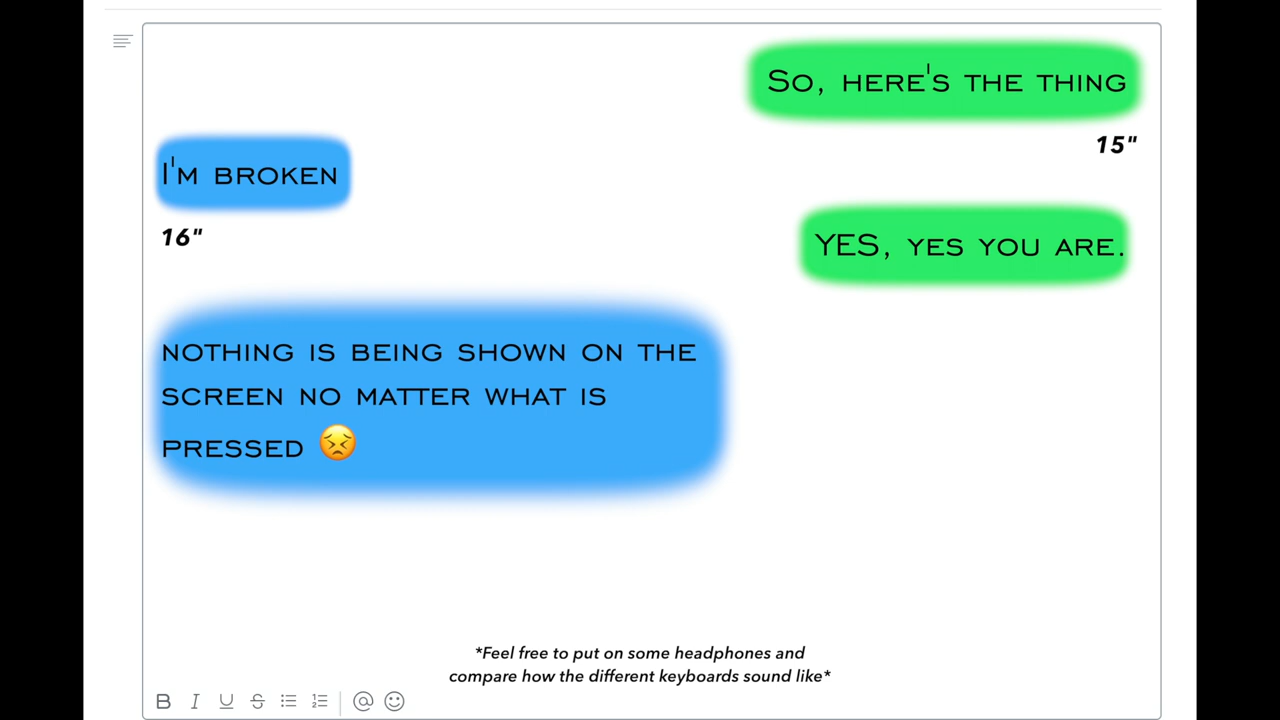 So, here's the thing
15"
I'm broken
16"
YES, yes you are.
nothing is being shown on the
screen no matter what is
pressed 😣
*Feel free to put on some headphones and
compare how the different keyboards sound like*
B I U S @